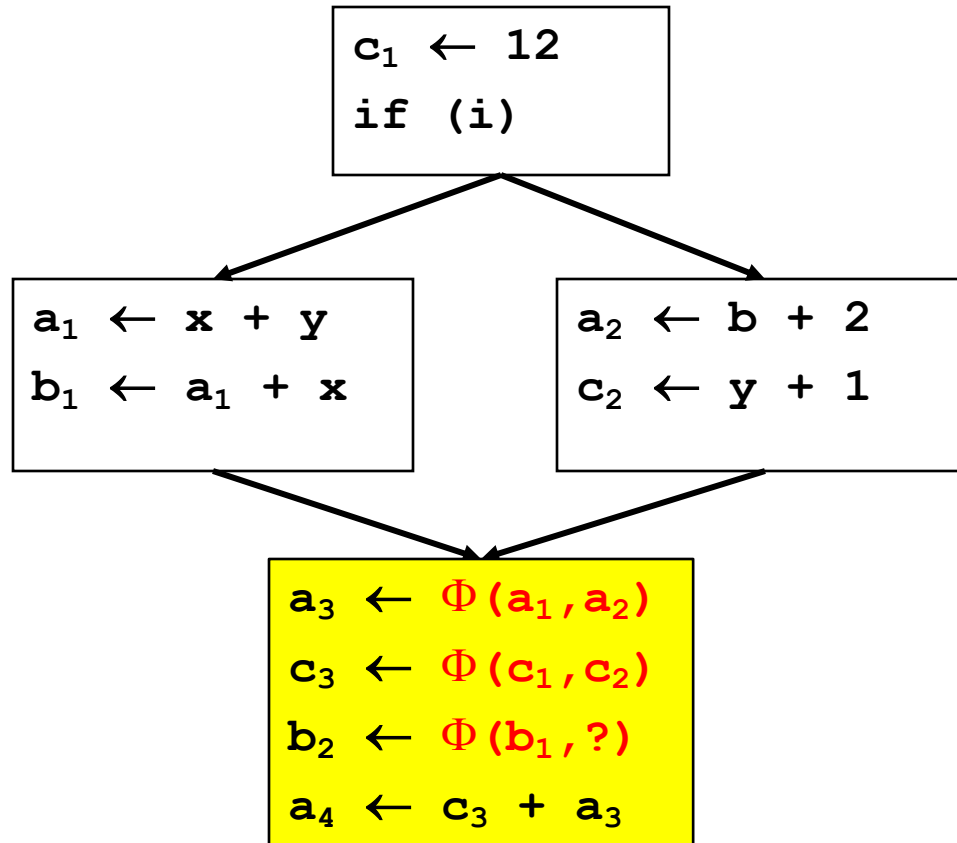 c₁ ← 12
if (i)
a₁ ← x + y
b₁ ← a₁ + x
a₂ ← b + 2
c₂ ← y + 1
a₃ ← Φ(a₁,a₂)
c₃ ← Φ(c₁,c₂)
b₂ ← Φ(b₁,?)
a₄ ← c₃ + a₃